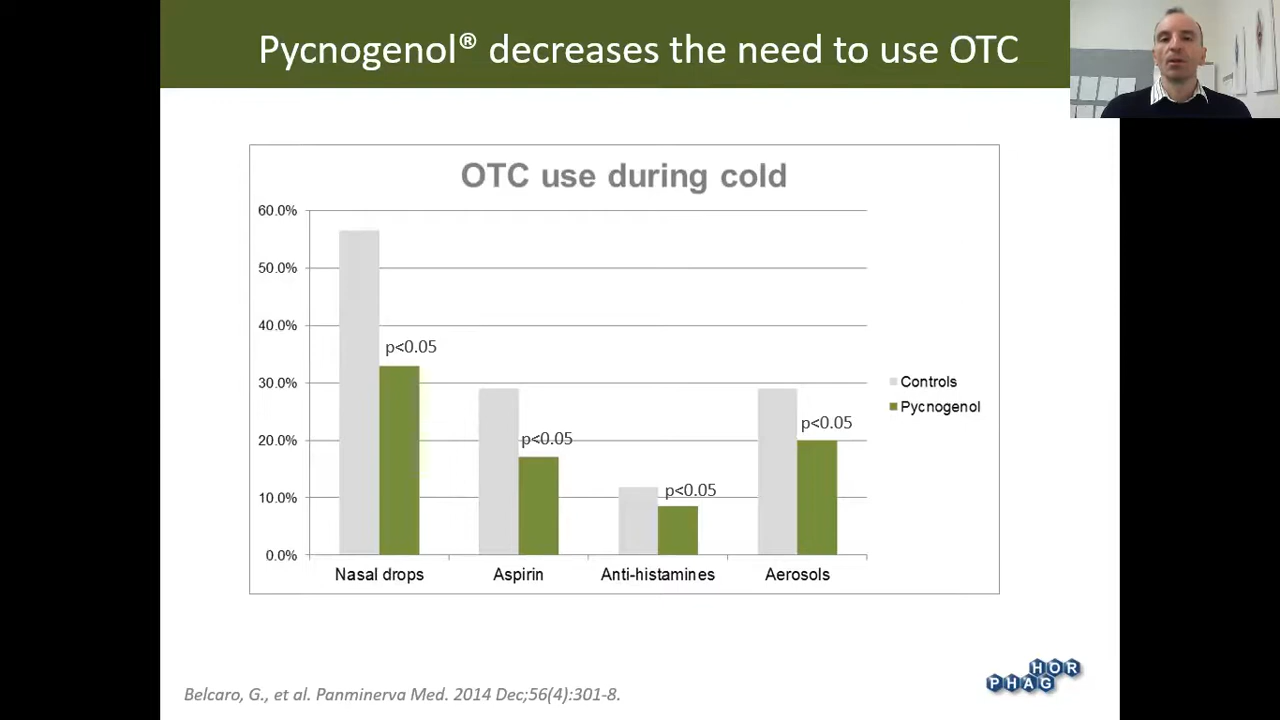 Pycnogenol® decreases the need to use OTC
OTC use during cold
60.0%
50.0%
40.0%
30.0%
20.0%
10.0%
0.0%
p<0.05
p<0.05
p<0.05
p<0.05
Nasal drops
Aspirin
Anti-histamines
Aerosols
Controls
Pycnogenol
Belcaro, G., et al. Panminerva Med. 2014 Dec;56(4):301-8.
HOR
PHAG